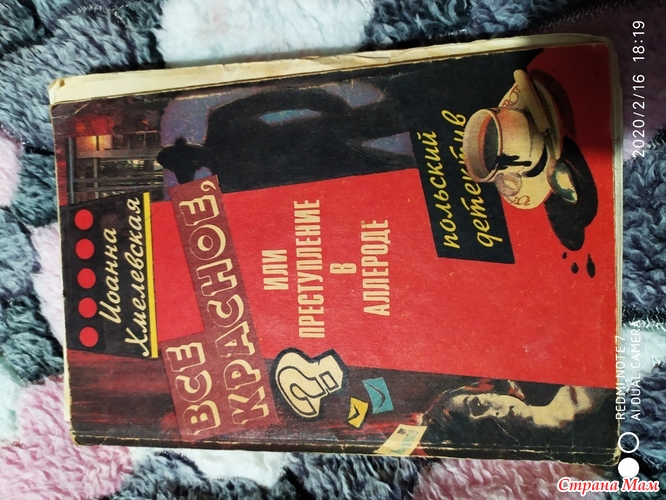 Иоанна
Хмелевская
ВСЕ
КРАСНОЕ,
ИЛИ
ПРЕСТУПЛЕНИЕ
В
АЛЛЕРОДЕ
?
польский
детектив
REDMI NOTE 7
AI DUAL CAMERA
2020/2/16 18:19
Страна Мам